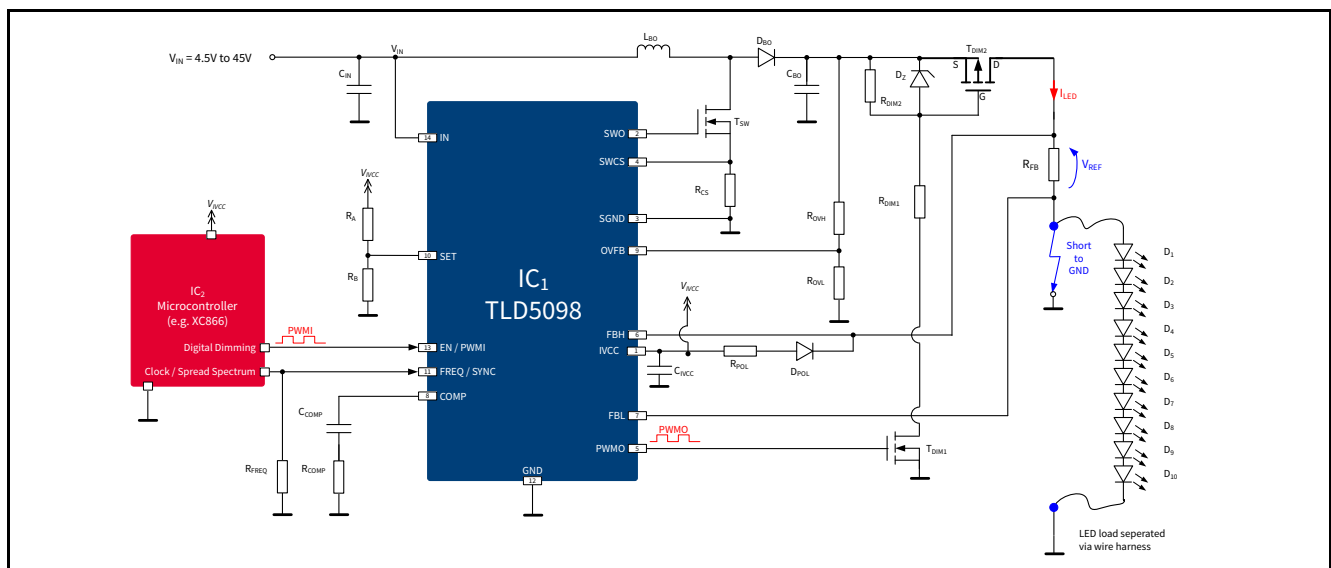 V_IN = 4.5V to 45V
V_IN
L_BO
D_BO
T_DIM2
C_IN
C_BO
R_DIM2
D_Z
S
D
G
I_LED
T_SW
IN
14
SWO
2
SWCS
4
R_CS
SGND
3
OVFB
9
R_OVH
R_OVL
R_DIM1
R_FB
V_REF
V_IVCC
V_IVCC
R_A
R_B
SET
10
IC_1
TLD5098
IC_2
Microcontroller
(e.g. XC866)
Digital Dimming
Clock / Spread Spectrum
PWMI
EN / PWMI
13
FREQ / SYNC
11
COMP
8
C_COMP
R_FREQ
R_COMP
GND
12
V_IVCC
FBH
6
IVCC
1
C_IVCC
R_POL
D_POL
FBL
7
PWMO
5
PWMO
T_DIM1
Short
to
GND
D_1
D_2
D_3
D_4
D_5
D_6
D_7
D_8
D_9
D_10
LED load seperated
via wire harness